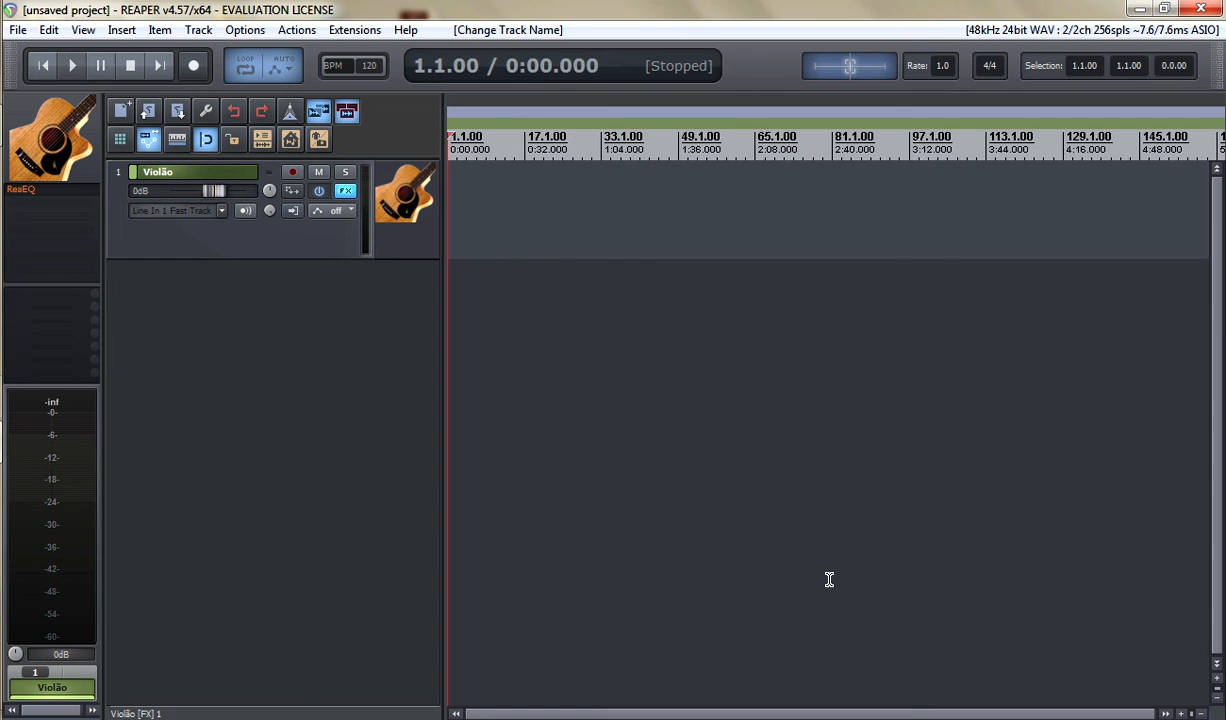 [unsaved project] - REAPER v4.57/x64 - EVALUATION LICENSE
File Edit View Insert Item Track Options Actions Extensions Help [Change Track Name] [48kHz 24bit WAV : 2/2ch 256spls ~7.6/7.6ms ASIO]
LOOP AUTO BPM 120 1.1.00 / 0:00.000 [Stopped] Rate: 1.0 4/4 Selection: 1.1.00 1.1.00 0.0.00
1.1.00 17.1.00 33.1.00 49.1.00 65.1.00 81.1.00 97.1.00 113.1.00 129.1.00 145.1.00
0:00.000 0:32.000 1:04.000 1:36.000 2:08.000 2:40.000 3:12.000 3:44.000 4:16.000 4:48.000
1 Violão M S
ReaEQ
0dB FX
Line In 1 Fast Track off
-inf
-0-
-6-
-12-
-18-
-24-
-30-
-36-
-42-
-48-
-54-
-60-
0dB
1
Violão
Violão [FX] 1